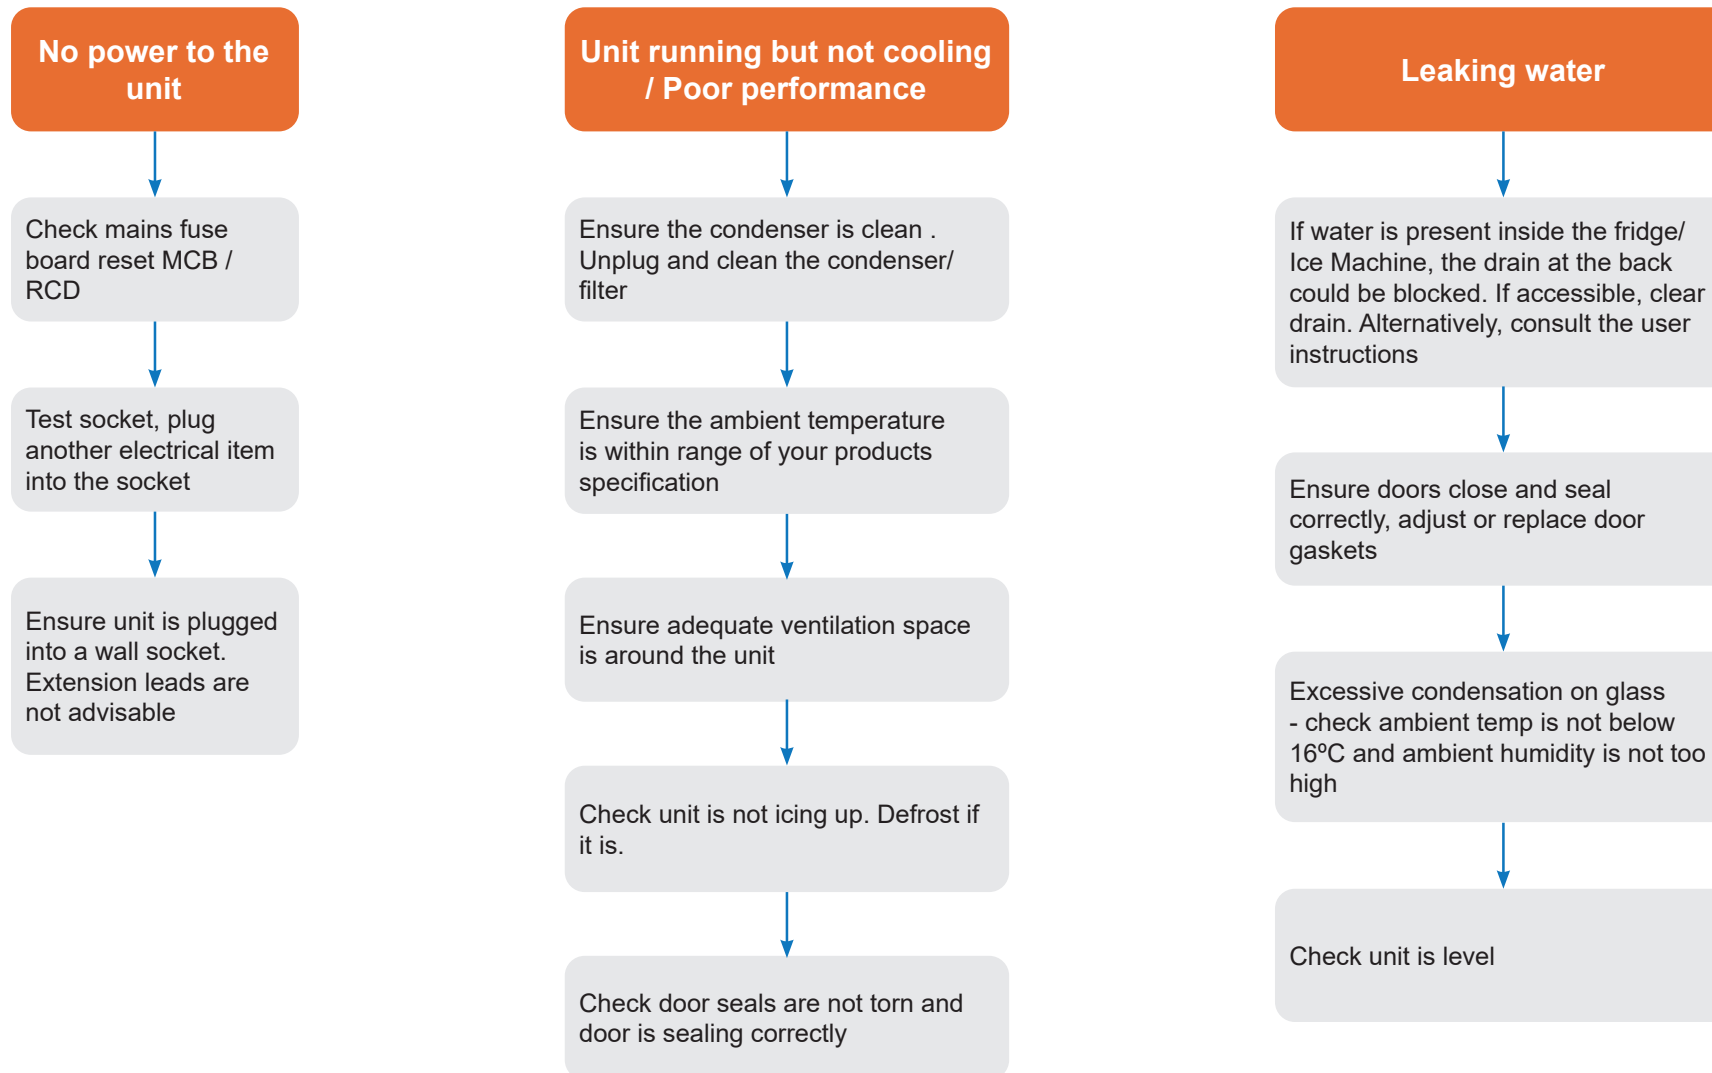 No power to the
unit
Check mains fuse
board reset MCB /
RCD
Test socket, plug
another electrical item
into the socket
Ensure unit is plugged
into a wall socket.
Extension leads are
not advisable
Unit running but not cooling
/ Poor performance
Ensure the condenser is clean .
Unplug and clean the condenser/
filter
Ensure the ambient temperature
is within range of your products
specification
Ensure adequate ventilation space
is around the unit
Check unit is not icing up. Defrost if
it is.
Check door seals are not torn and
door is sealing correctly
Leaking water
If water is present inside the fridge/
Ice Machine, the drain at the back
could be blocked. If accessible, clear
drain. Alternatively, consult the user
instructions
Ensure doors close and seal
correctly, adjust or replace door
gaskets
Excessive condensation on glass
- check ambient temp is not below
16ºC and ambient humidity is not too
high
Check unit is level